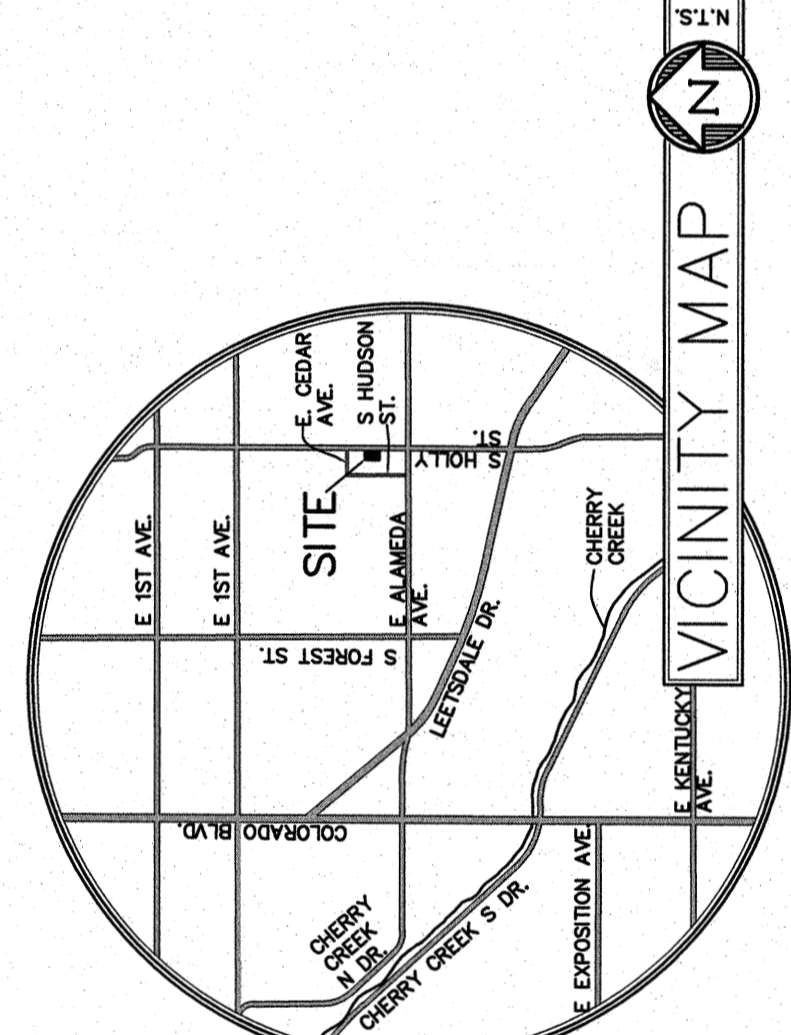 E 1ST AVE.
E 1ST AVE.
SITE
E. CEDAR
AVE.
S HUDSON
ST.
S HOLLY
ST.
E ALAMEDA
AVE.
S FOREST ST.
LEETSDALE DR.
COLORADO BLVD.
CHERRY
CREEK
CHERRY
CREEK
N DR.
CHERRY CREEK S DR.
E EXPOSITION AVE.
E KENTUCKY
AVE.
VICINITY MAP
N
N.T.S.